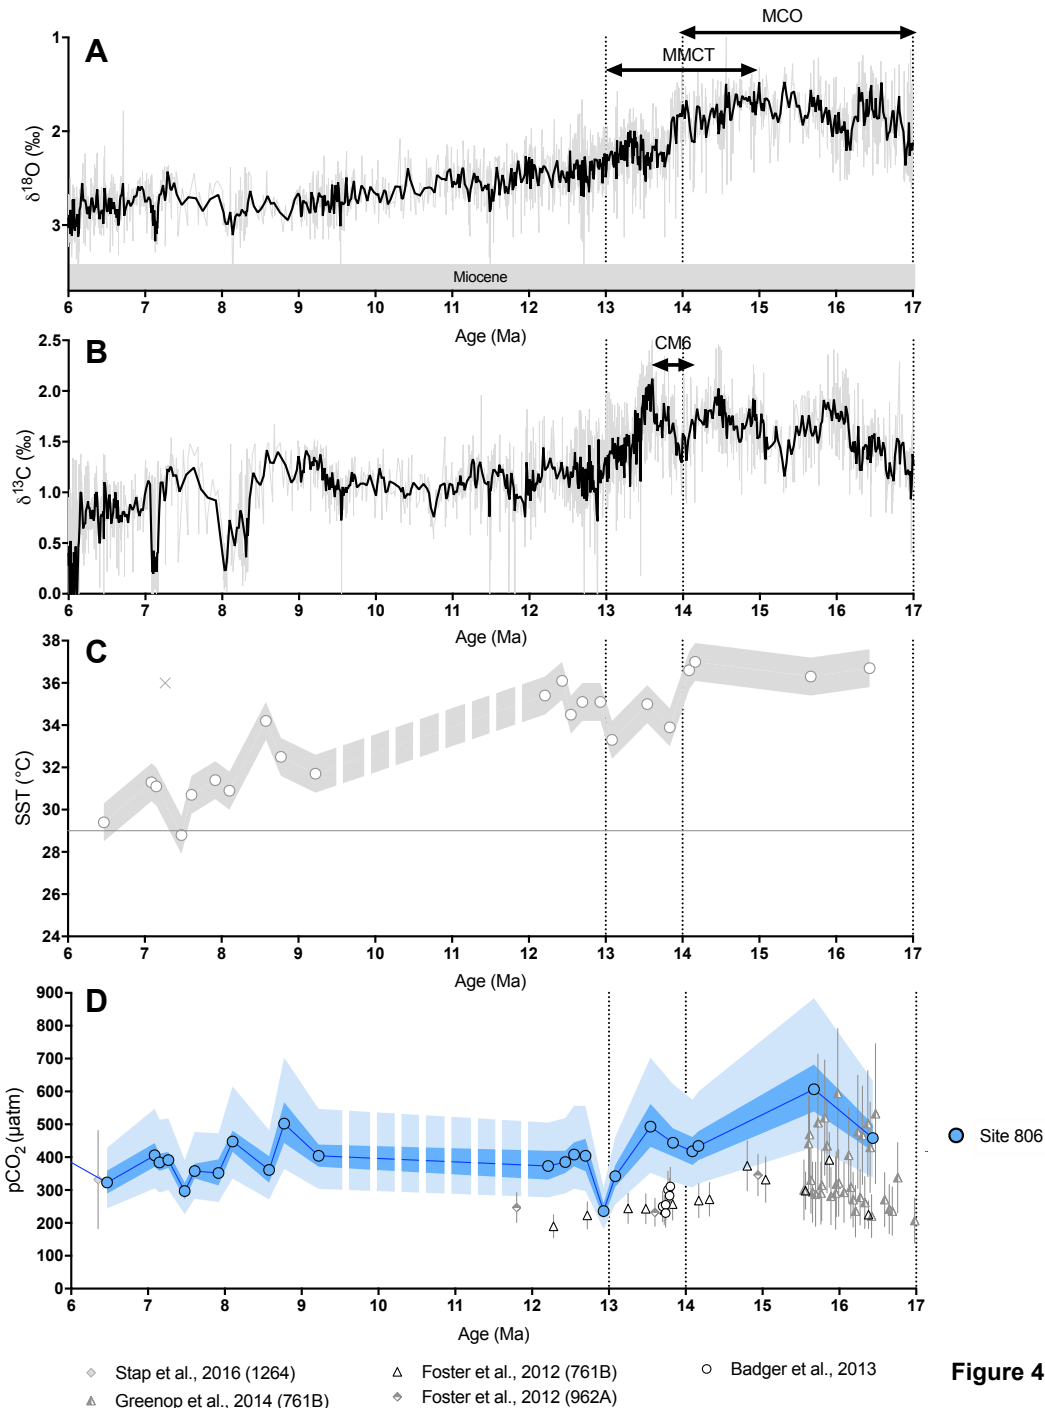 MCO
A
MMCT
1
2
3
δ18O (‰)
Miocene
6 7 8 9 10 11 12 13 14 15 16 17
Age (Ma)
B
CM6
2.5
2.0
1.5
1.0
0.5
0.0
δ13C (‰)
6 7 8 9 10 11 12 13 14 15 16 17
Age (Ma)
C
38
36
34
32
30
28
26
24
SST (°C)
6 7 8 9 10 11 12 13 14 15 16 17
Age (Ma)
D
900
800
700
600
500
400
300
200
100
0
pCO2 (µatm)
6 7 8 9 10 11 12 13 14 15 16 17
Age (Ma)
Site 806
Stap et al., 2016 (1264)
Foster et al., 2012 (761B)
Badger et al., 2013
Greenop et al., 2014 (761B)
Foster et al., 2012 (962A)
Figure 4